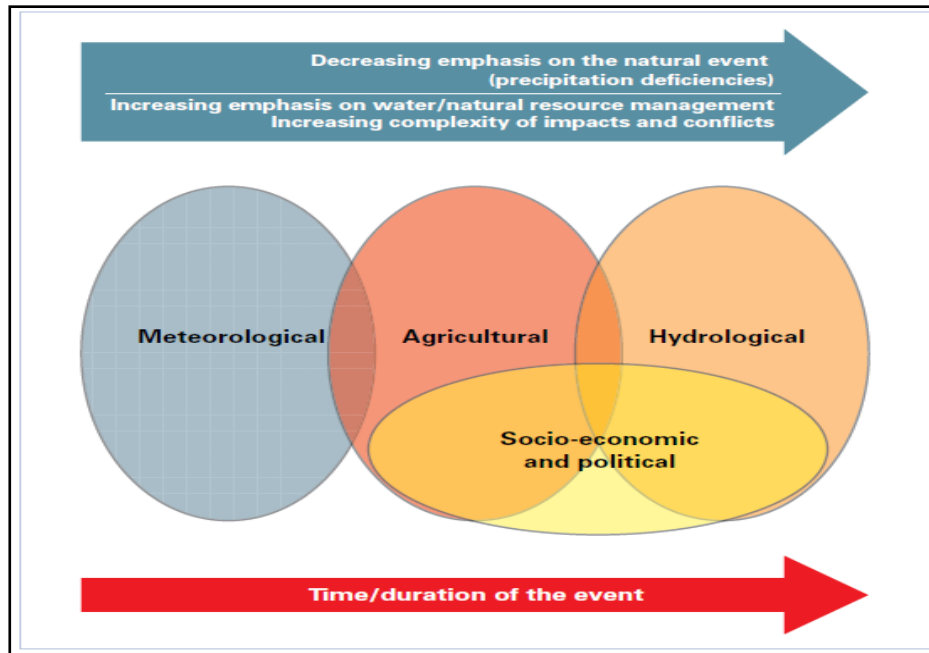 Decreasing emphasis on the natural event
(precipitation deficiencies)
Increasing emphasis on water/natural resource management
Increasing complexity of impacts and conflicts
Meteorological
Agricultural
Hydrological
Socio-economic
and political
Time/duration of the event